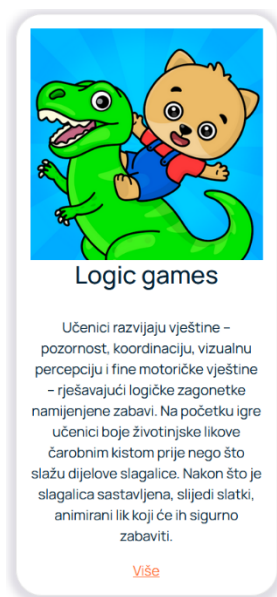 Logic games
Učenici razvijaju vještine –
pozornost, koordinaciju, vizualnu
percepciju i fine motoričke vještine
– rješavajući logičke zagonetke
namijenjene zabavi. Na početku igre
učenici boje životinjske likove
čarobnim kistom prije nego što
slažu dijelove slagalice. Nakon što je
slagalica sastavljena, slijedi slatki,
animirani lik koji će ih sigurno
zabaviti.
Više